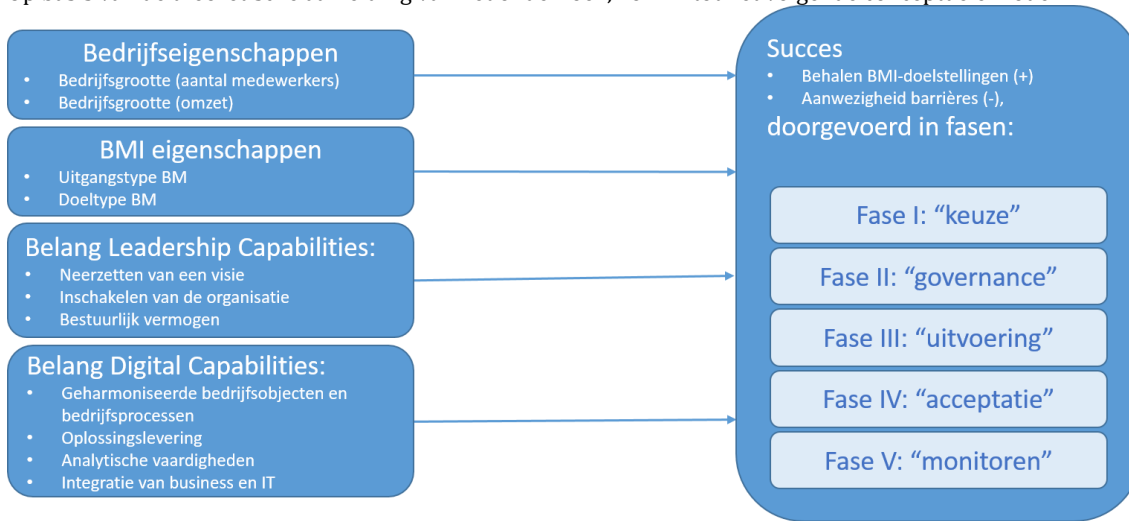 Bedrijfseigenschappen
• Bedrijfsgrootte (aantal medewerkers)
• Bedrijfsgrootte (omzet)
BMI eigenschappen
• Uitgangstype BM
• Doeltype BM
Belang Leadership Capabilities:
• Neerzetten van een visie
• Inschakelen van de organisatie
• Bestuurlijk vermogen
Belang Digital Capabilities:
• Geharmoniseerde bedrijfsobjecten en
bedrijfsprocessen
• Oplossingslevering
• Analytische vaardigheden
• Integratie van business en IT
Succes
• Behalen BMI-doelstellingen (+)
• Aanwezigheid barrières (-),
doorgevoerd in fasen:
Fase I: “keuze”
Fase II: “governance”
Fase III: “uitvoering”
Fase IV: “acceptatie”
Fase V: “monitoren”